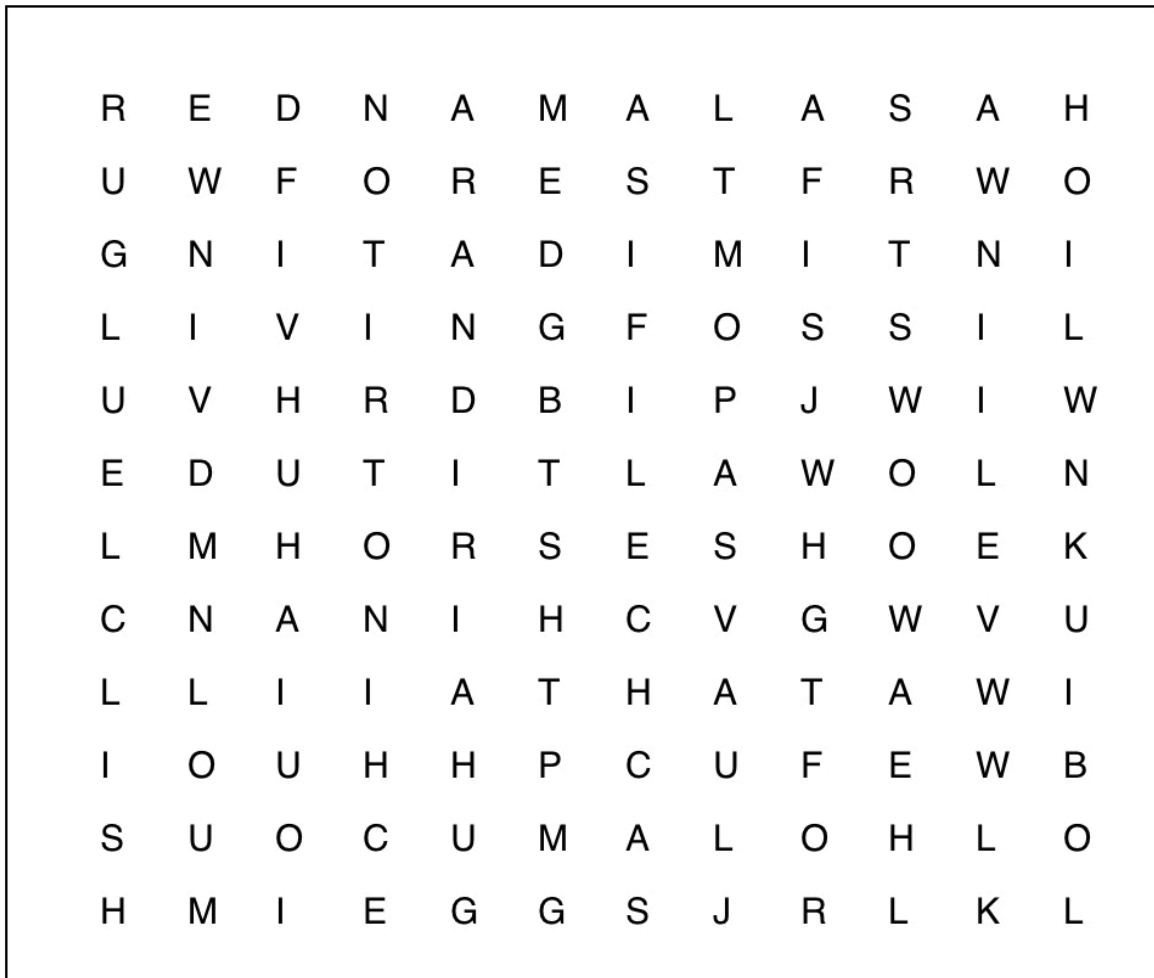 R E D N A M A L A S A H
U W F O R E S T F R W O
G N I T A D I M I T N I
L I V I N G F O S S I L
U V H R D B I P J W I W
E D U T I T L A W O L N
L M H O R S E S H O E K
C N A N I H C V G W V U
L L I I A T H A T A W I
I O U H H P C U F E W B
S U O C U M A L O H L O
H M I E G G S J R L K L